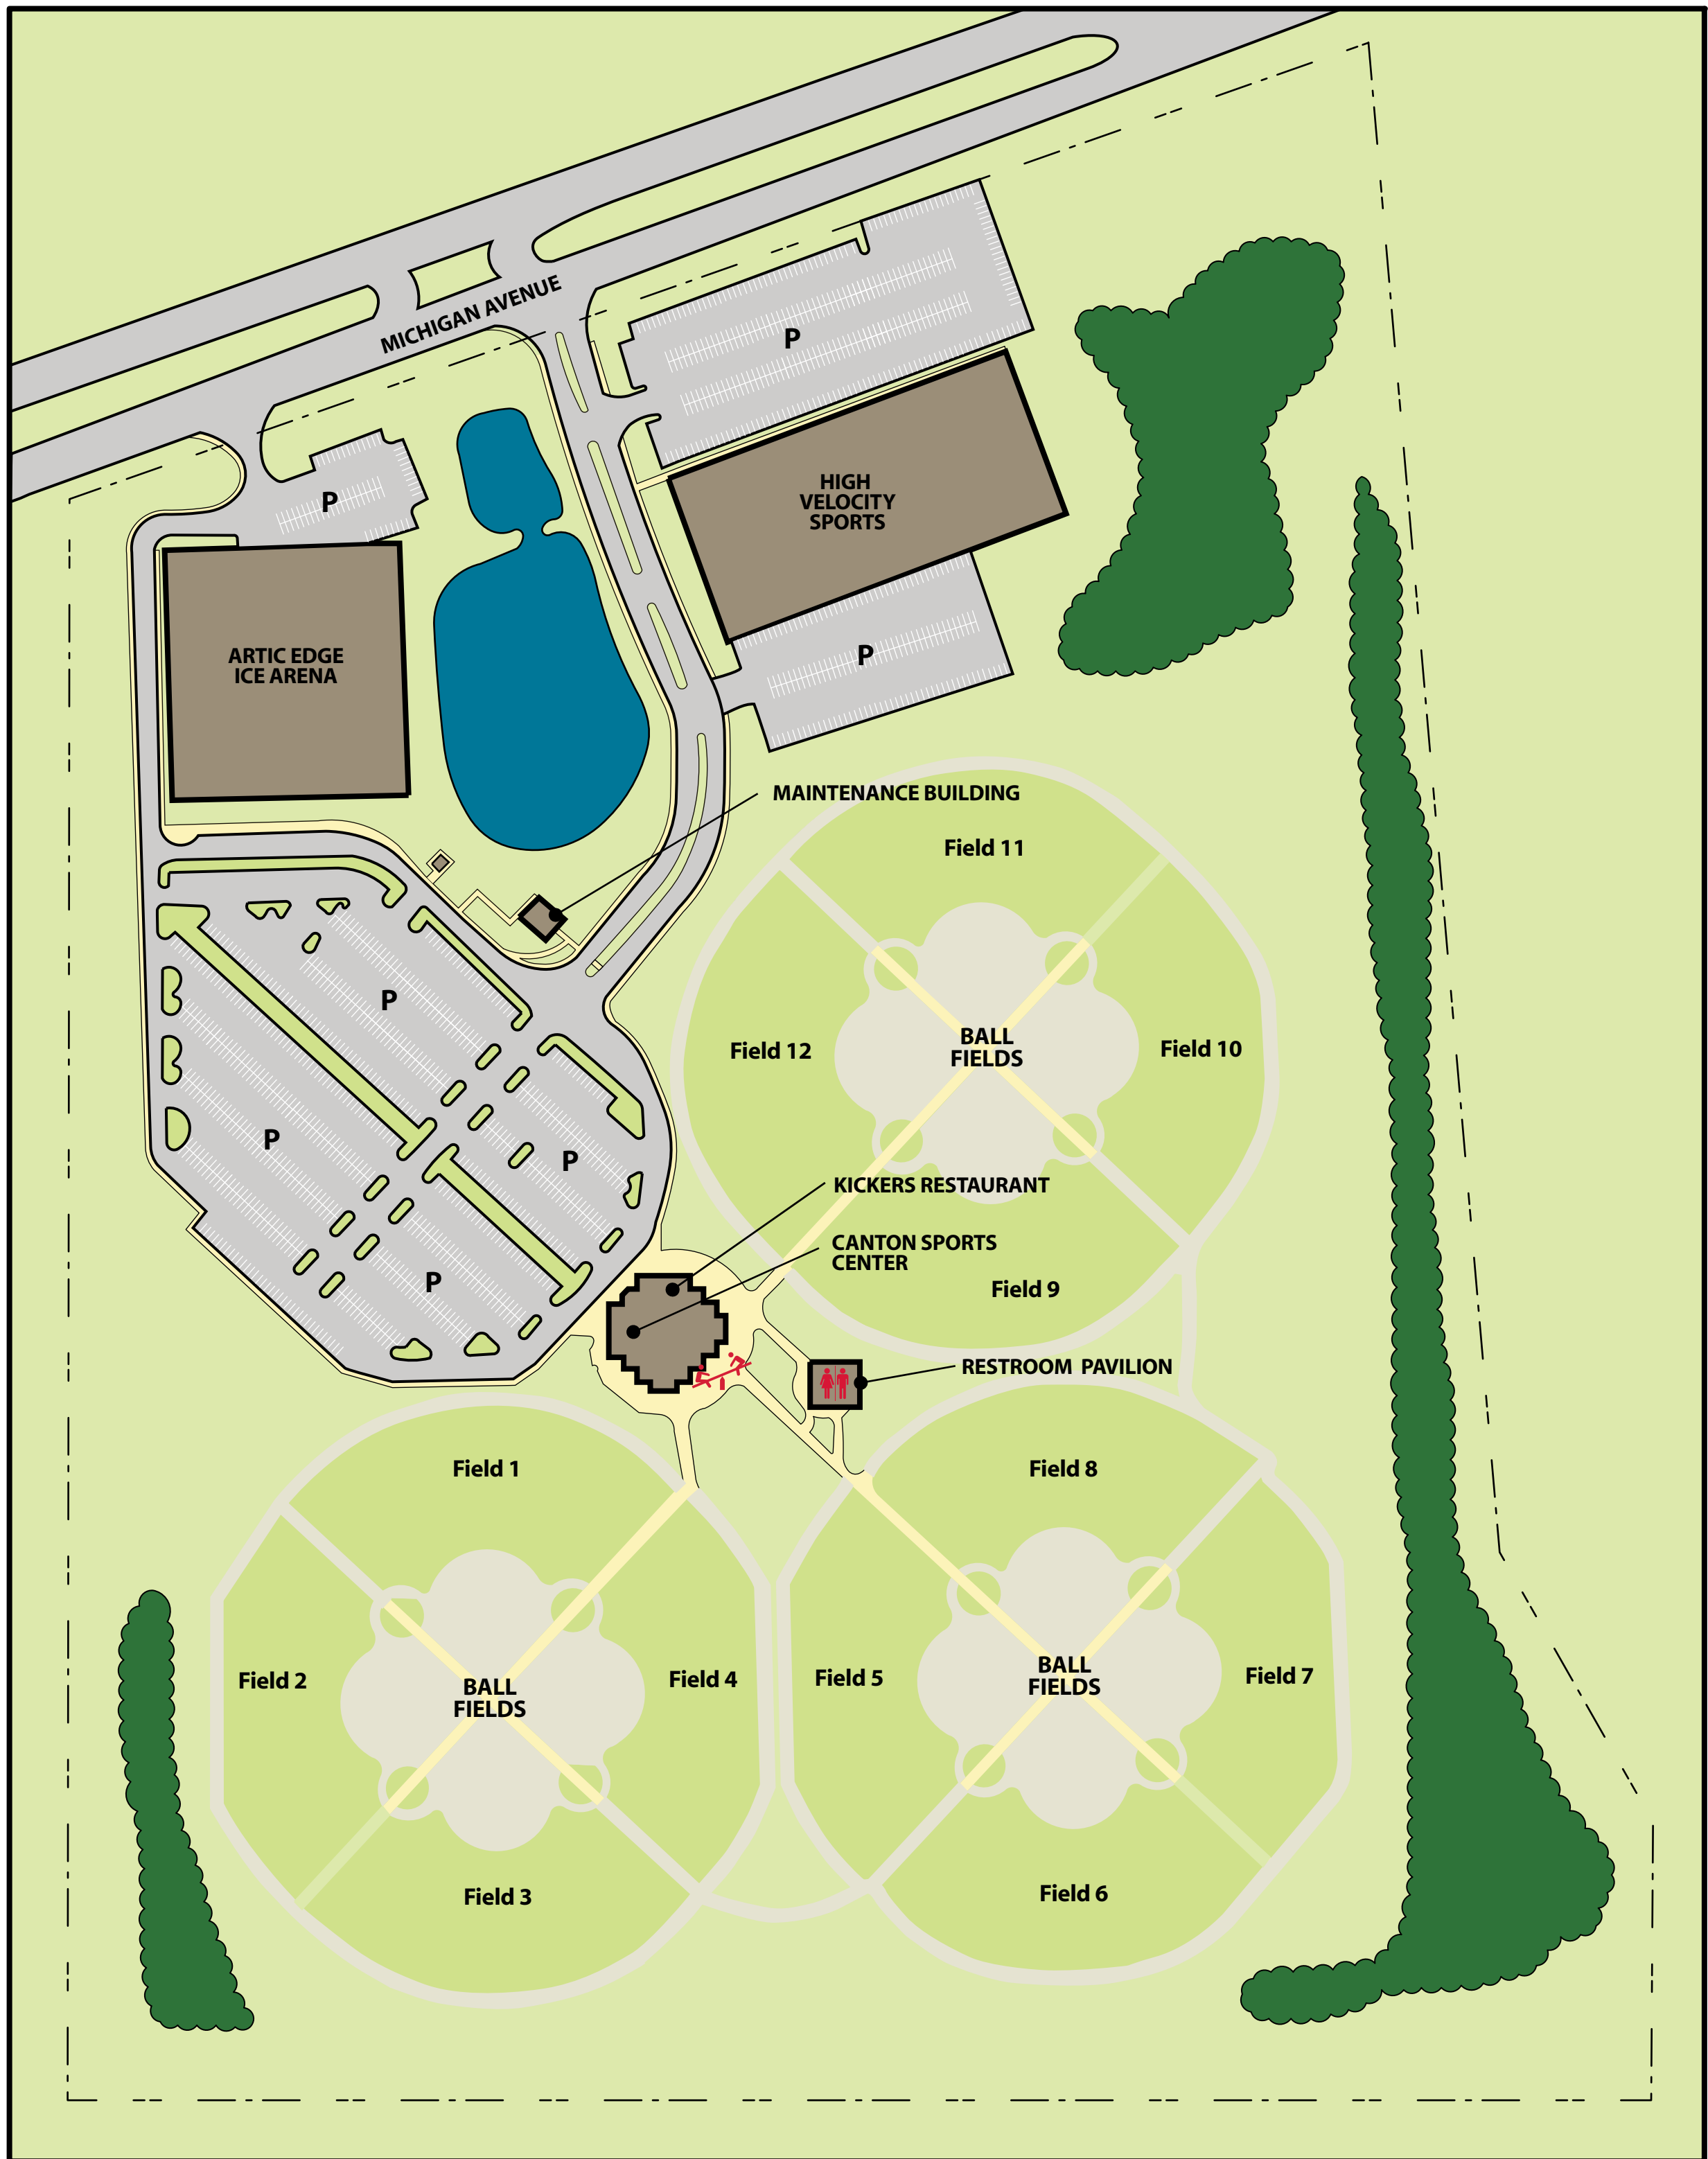 MICHIGAN AVENUE
P
HIGH
VELOCITY
SPORTS
P
P
ARTIC EDGE
ICE ARENA
MAINTENANCE BUILDING
Field 11
P
BALL
FIELDS
Field 12
Field 10
P
P
KICKERS RESTAURANT
CANTON SPORTS
CENTER
P
Field 9
RESTROOM PAVILION
Field 1
Field 8
Field 2
BALL
FIELDS
Field 4
Field 5
BALL
FIELDS
Field 7
Field 3
Field 6